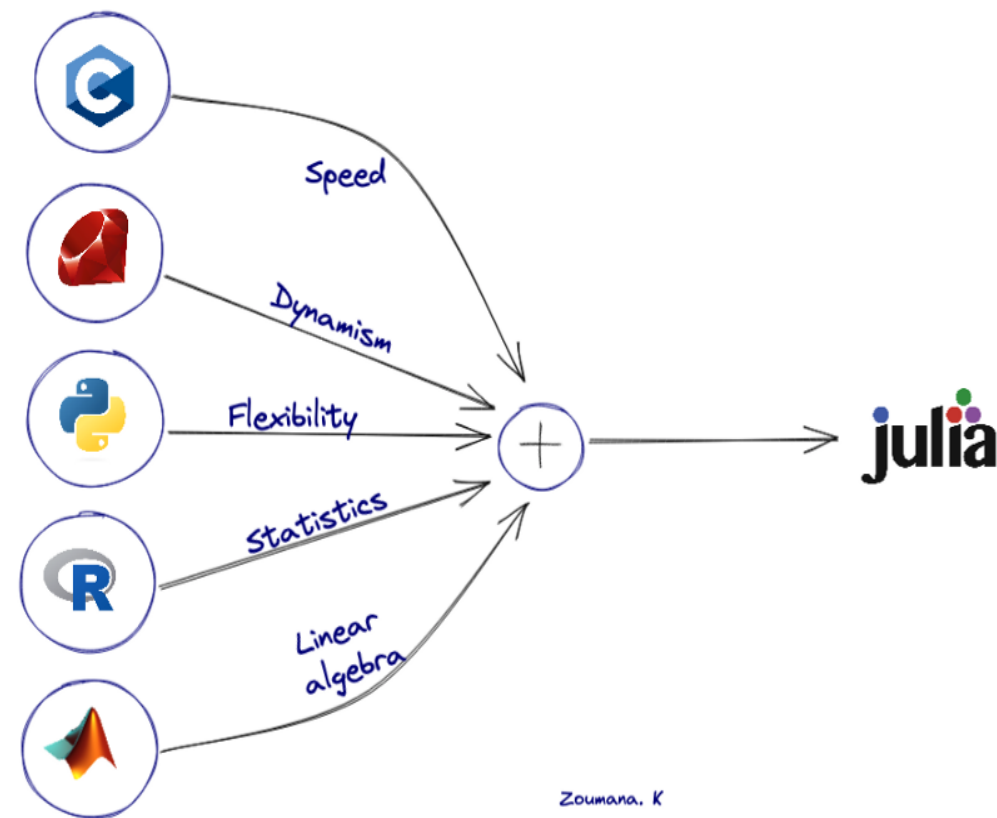 C
Speed
Dynamism
Flexibility
+
julia
Statistics
R
Linear
algebra
Zoumana. K